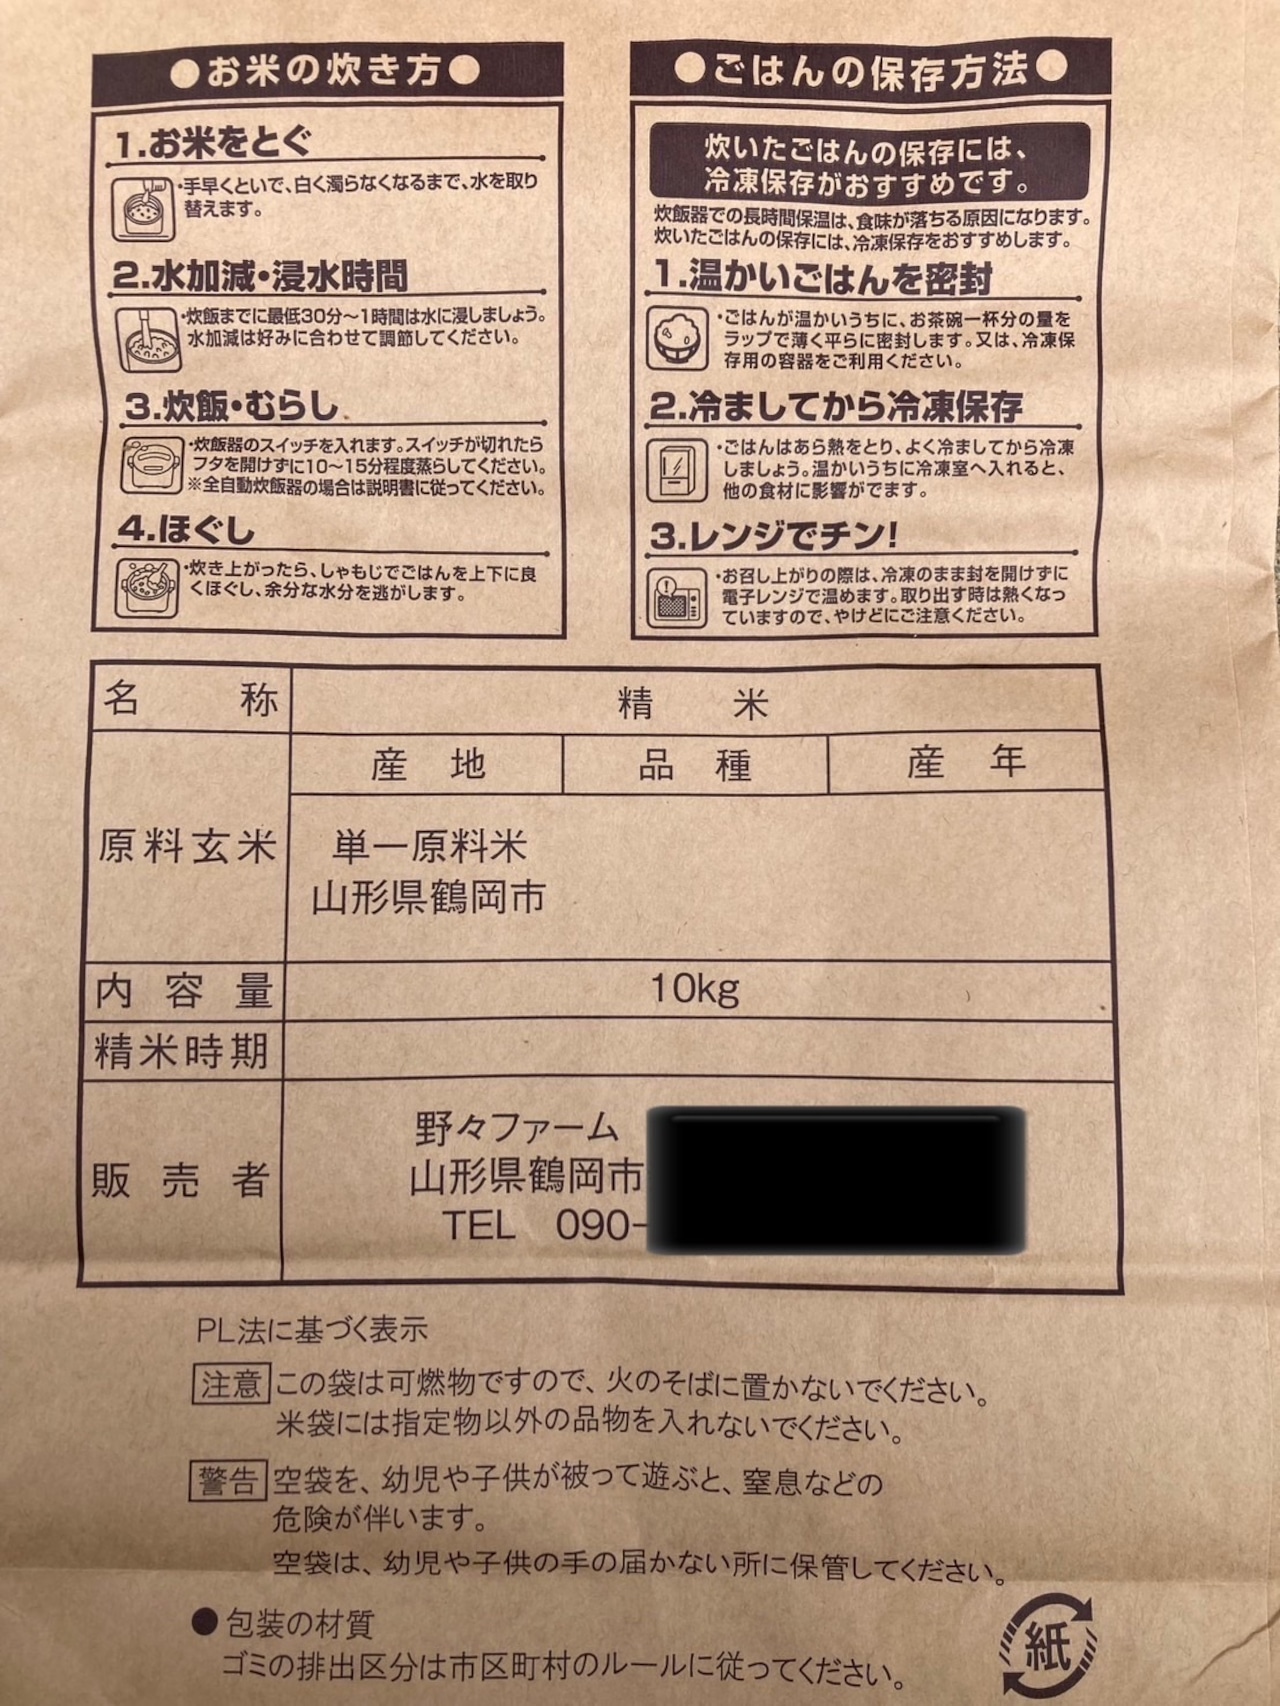 ●お米の炊き方●
1.お米をとぐ
・手早くといで、白く濁らなくなるまで、水を取り
替えます。
2.水加減・浸水時間
・炊飯までに最低30分～1時間は水に浸しましょう。
水加減は好みに合わせて調節してください。
3.炊飯・むらし
・炊飯器のスイッチを入れます。スイッチが切れたら
フタを開けずに10～15分程度蒸らしてください。
※全自動炊飯器の場合は説明書に従ってください。
4.ほぐし
・炊き上がったら、しゃもじでごはんを上下に良
くほぐし、余分な水分を逃がします。
●ごはんの保存方法●
炊いたごはんの保存には、
冷凍保存がおすすめです。
炊飯器での長時間保温は、食味が落ちる原因になります。
炊いたごはんの保存には、冷凍保存をおすすめします。
1.温かいごはんを密封
・ごはんが温かいうちに、お茶碗一杯分の量を
ラップで薄く平らに密封します。又は、冷凍保
存用の容器をご利用ください。
2.冷ましてから冷凍保存
・ごはんはあら熱をとり、よく冷ましてから冷凍
しましょう。温かいうちに冷凍室へ入れると、
他の食材に影響がでます。
3.レンジでチン!
・お召し上がりの際は、冷凍のまま封を開けずに
電子レンジで温めます。取り出す時は熱くなっ
ていますので、やけどにご注意ください。
名称 精米
産地 品種 産年
原料玄米
単一原料米
山形県鶴岡市
内容量 10kg
精米時期
販売者
野々ファーム
山形県鶴岡市
TEL 090-
PL法に基づく表示
注意 この袋は可燃物ですので、火のそばに置かないでください。
米袋には指定物以外の品物を入れないでください。
警告 空袋を、幼児や子供が被って遊ぶと、窒息などの
危険が伴います。
空袋は、幼児や子供の手の届かない所に保管してください。
●包装の材質
ゴミの排出区分は市区町村のルールに従ってください。
紙